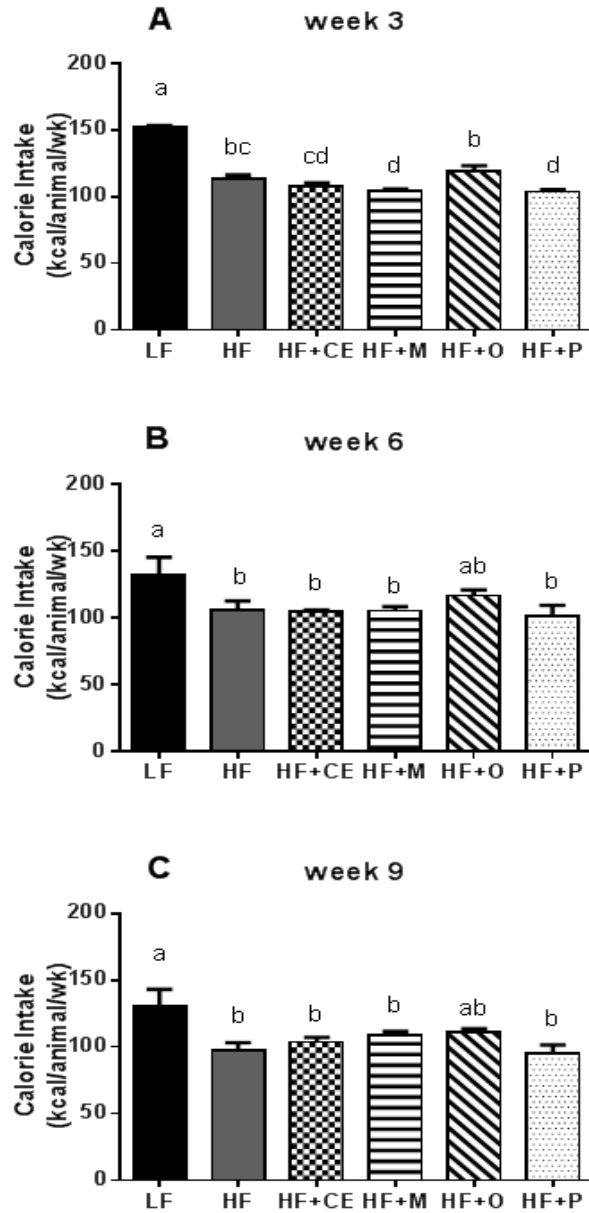 A week 3
Calorie Intake
(kcal/animal/wk)
200
150
100
50
0
a
bc
cd
d
b
d
LF HF HF+CE HF+M HF+O HF+P
B week 6
Calorie Intake
(kcal/animal/wk)
200
150
100
50
0
a
b
b
b
ab
b
LF HF HF+CE HF+M HF+O HF+P
C week 9
Calorie Intake
(kcal/animal/wk)
200
150
100
50
0
a
b
b
b
ab
b
LF HF HF+CE HF+M HF+O HF+P